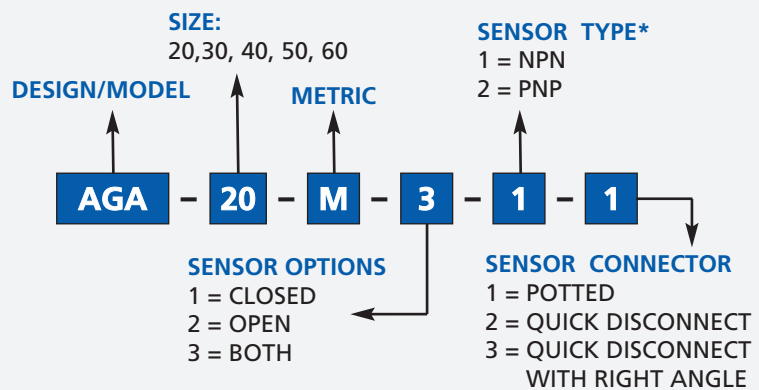 SIZE:
20,30, 40, 50, 60
SENSOR TYPE*
1 = NPN
2 = PNP
DESIGN/MODEL
METRIC
AGA - 20 - M - 3 - 1 - 1
SENSOR OPTIONS
1 = CLOSED
2 = OPEN
3 = BOTH
SENSOR CONNECTOR
1 = POTTED
2 = QUICK DISCONNECT
3 = QUICK DISCONNECT
WITH RIGHT ANGLE